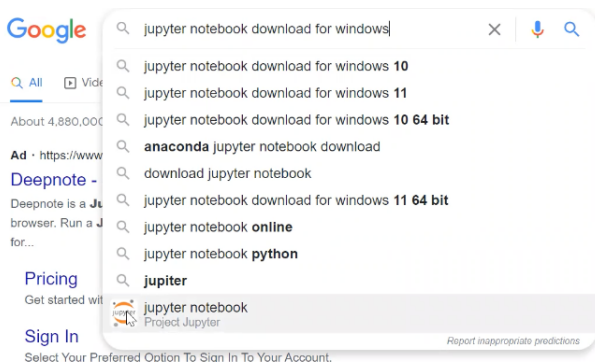 Google
jupyter notebook download for windows
All
jupyter notebook download for windows 10
jupyter notebook download for windows 11
About 4,880,000
jupyter notebook download for windows 10 64 bit
anaconda jupyter notebook download
Ad · https://www
download jupyter notebook
Deepnote -
jupyter notebook download for windows 11 64 bit
Deepnote is a
jupyter notebook online
browser. Run a
for...
jupyter notebook python
Pricing
jupiter
Get started
jupyter notebook
jupyter
Project Jupyter
Sign In
Report inappropriate predictions
Select Your Preferred Option To Sign In To Your Account.